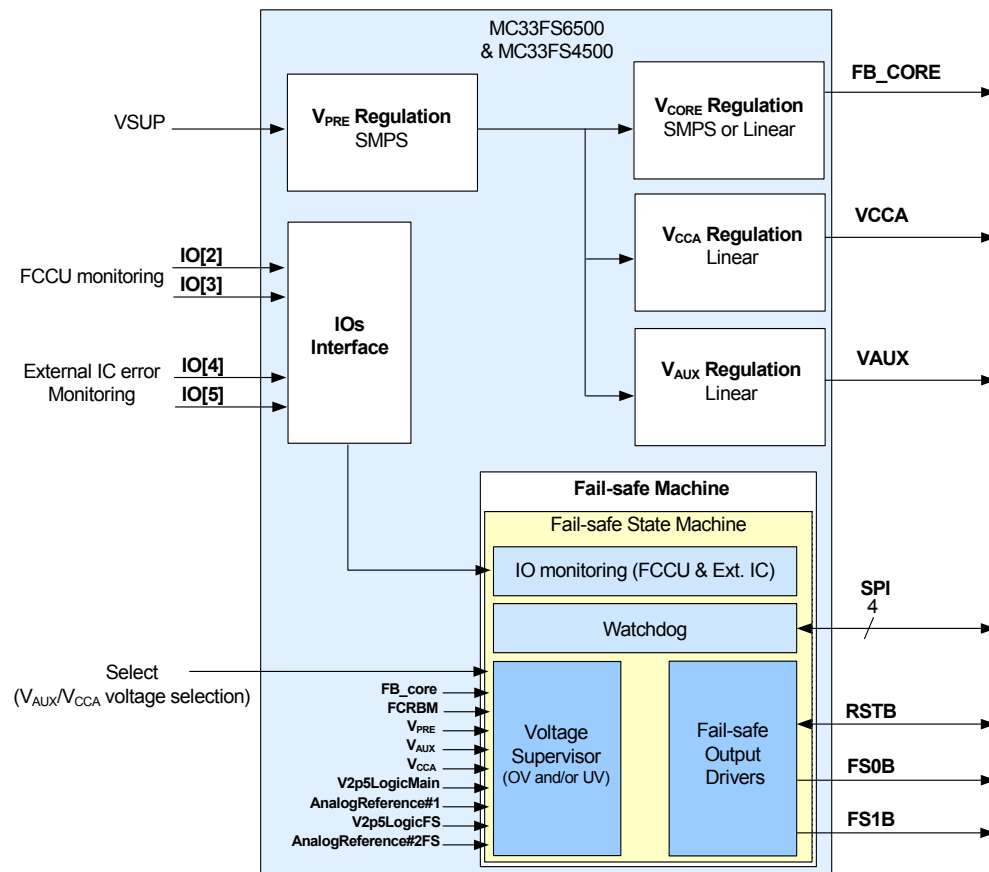 MC33FS6500
& MC33FS4500
VSUP
VPRE Regulation
SMPS
VCORE Regulation
SMPS or Linear
FB_CORE
VCCA Regulation
Linear
VCCA
VAUX Regulation
Linear
VAUX
FCCU monitoring
IO[2]
IO[3]
External IC error
Monitoring
IO[4]
IO[5]
IOs
Interface
Fail-safe Machine
Fail-safe State Machine
IO monitoring (FCCU & Ext. IC)
Watchdog
SPI
4
Select
(VAUX/VCCA voltage selection)
FB_core
FCRBM
VPRE
VAUX
VCCA
V2p5LogicMain
AnalogReference#1
V2p5LogicFS
AnalogReference#2FS
Voltage
Supervisor
(OV and/or UV)
Fail-safe
Output
Drivers
RSTB
FS0B
FS1B